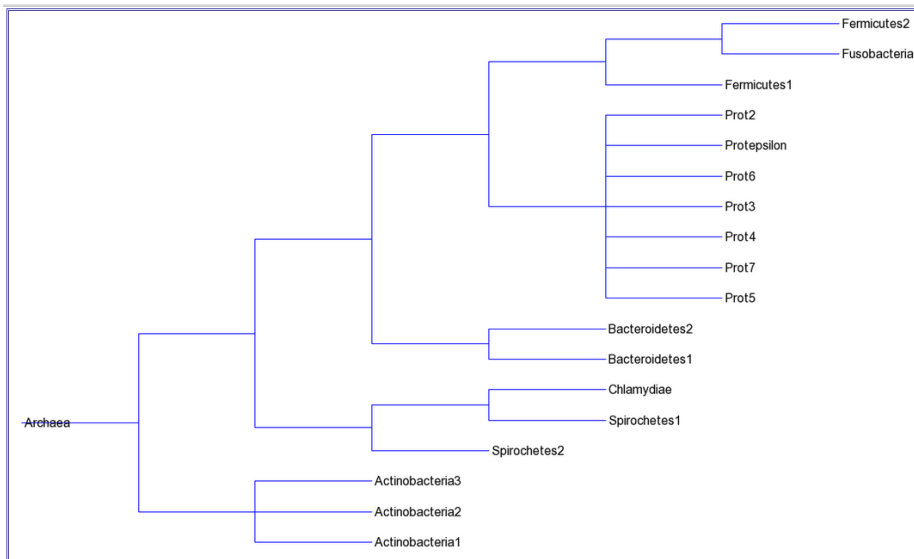 Fermicutes2
Fusobacteria
Fermicutes1
Prot2
Protepsilon
Prot6
Prot3
Prot4
Prot7
Prot5
Bacteroidetes2
Bacteroidetes1
Chlamydiae
Archaea
Spirochetes1
Spirochetes2
Actinobacteria3
Actinobacteria2
Actinobacteria1